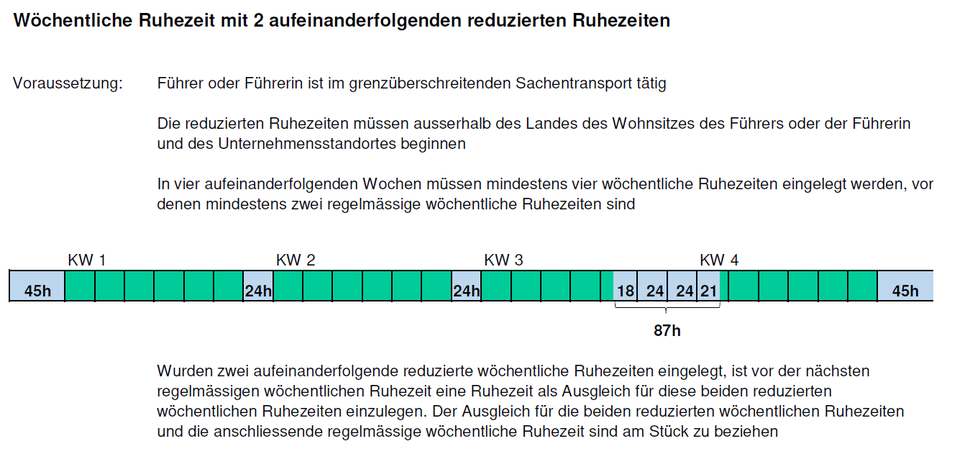 Wöchentliche Ruhezeit mit 2 aufeinanderfolgenden reduzierten Ruhezeiten
Voraussetzung: Führer oder Führerin ist im grenzüberschreitenden Sachentransport tätig
Die reduzierten Ruhezeiten müssen ausserhalb des Landes des Wohnsitzes des Führers oder der Führerin
und des Unternehmensstandortes beginnen
In vier aufeinanderfolgenden Wochen müssen mindestens vier wöchentliche Ruhezeiten eingelegt werden, vor
denen mindestens zwei regelmässige wöchentliche Ruhezeiten sind
KW 1 KW 2 KW 3 KW 4
45h 24h 24h 18 24 24 21 45h
87h
Wurden zwei aufeinanderfolgende reduzierte wöchentliche Ruhezeiten eingelegt, ist vor der nächsten
regelmässigen wöchentlichen Ruhezeit eine Ruhezeit als Ausgleich für diese beiden reduzierten
wöchentlichen Ruhezeiten einzulegen. Der Ausgleich für die beiden reduzierten wöchentlichen Ruhezeiten
und die anschliessende regelmässige wöchentliche Ruhezeit sind am Stück zu beziehen